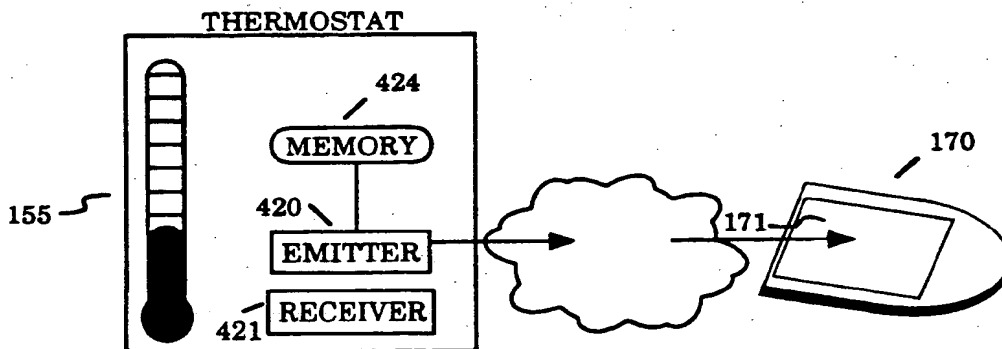 THERMOSTAT
424
MEMORY
170
155
420
171
EMITTER
421
RECEIVER